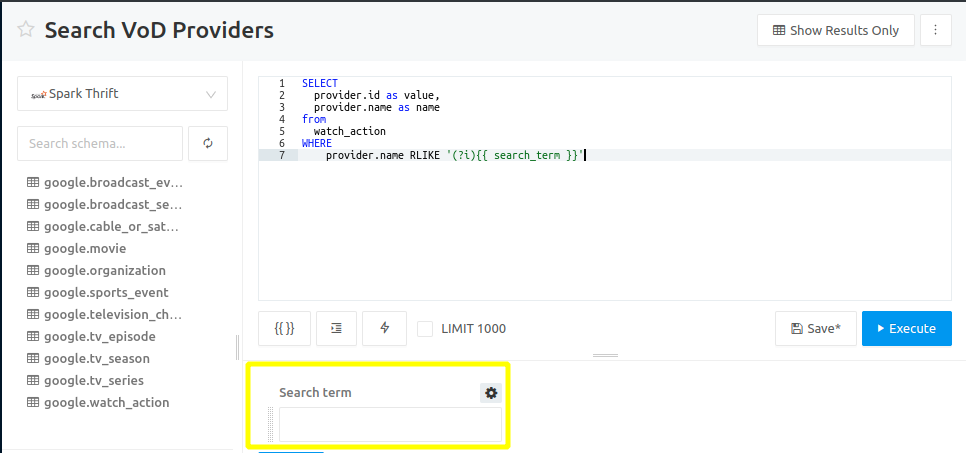 Search VoD Providers
Show Results Only
Spark Thrift
Search schema...
google.broadcast_ev...
google.broadcast_se...
google.cable_or_sat...
google.movie
google.organization
google.sports_event
google.television_ch...
google.tv_episode
google.tv_season
google.tv_series
google.watch_action
1 SELECT
2 provider.id as value,
3 provider.name as name
4 from
5 watch_action
6 WHERE
7 provider.name RLIKE '(?i){{ search_term }}'
{{ }}
LIMIT 1000
Save*
Execute
Search term